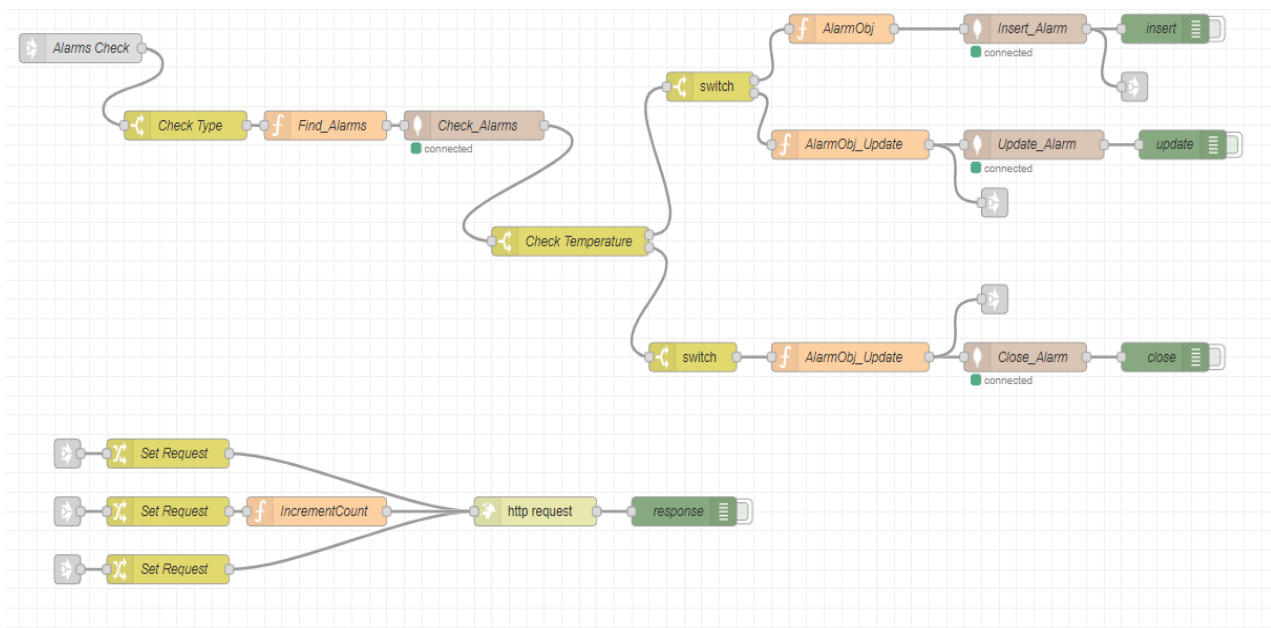 Alarms Check
Check Type
Find_Alarms
Check_Alarms
connected
Check Temperature
switch
AlarmObj
Insert_Alarm
connected
insert
AlarmObj_Update
Update_Alarm
connected
update
switch
AlarmObj_Update
Close_Alarm
connected
close
Set Request
Set Request
IncrementCount
http request
response
Set Request